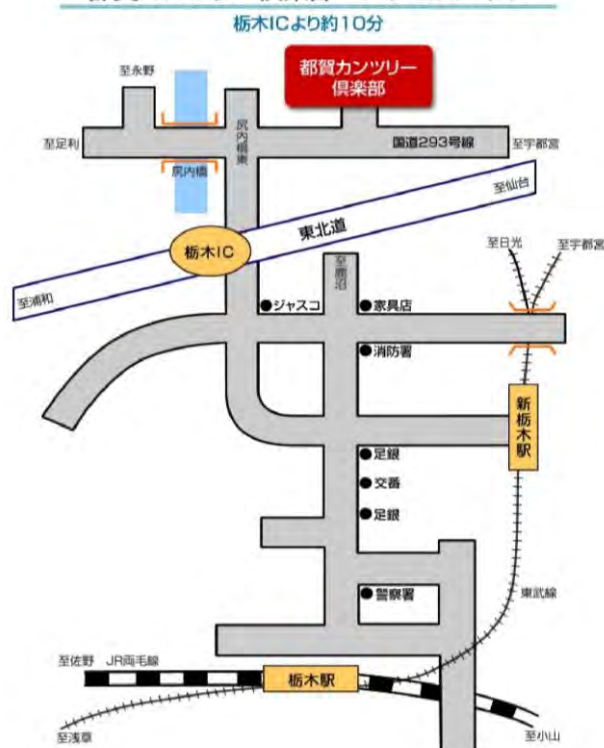 栃木ICより約10分
都賀カンツリー
倶楽部
至永野
尻内橋東
至足利
国道293号線
至宇都宮
尻内橋
至仙台
東北道
栃木IC
至日光
至宇都宮
至鹿沼
至浦和
●ジャスコ
●家具店
●消防署
新栃木駅
●足銀
●交番
●足銀
●警察署
東武線
至佐野 JR両毛線
栃木駅
至浅草
至小山